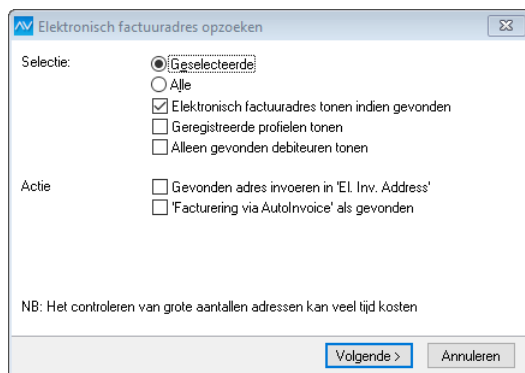 Elektronisch factuuradres opzoeken
Selectie:
Geselecteerde
Alle
Elektronisch factuuradres tonen indien gevonden
Geregistreerde profielen tonen
Alleen gevonden debiteuren tonen
Actie
Gevonden adres invoeren in 'El. Inv. Address'
'Facturering via AutoInvoice' als gevonden
NB: Het controleren van grote aantallen adressen kan veel tijd kosten
Volgende >
Annuleren